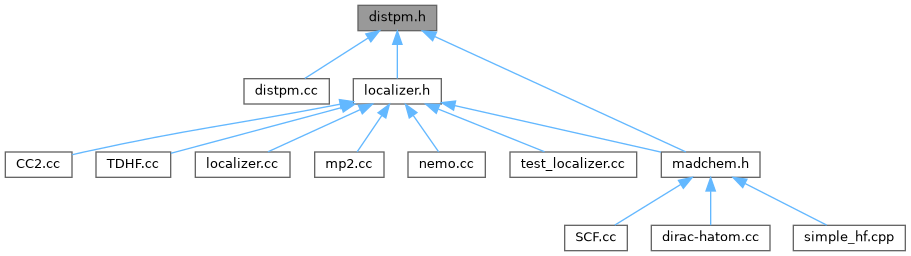 distpm.h
distpm.cc
localizer.h
CC2.cc
TDHF.cc
localizer.cc
mp2.cc
nemo.cc
test_localizer.cc
madchem.h
SCF.cc
dirac-hatom.cc
simple_hf.cpp